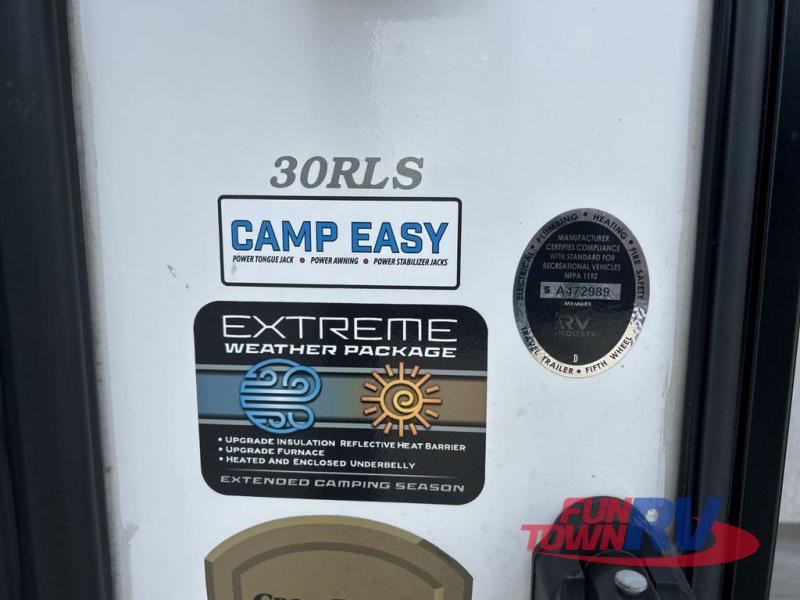 30RLS
CAMP EASY
POWER TONGUE JACK • POWER AWNING • POWER STABILIZER JACKS
EXTREME
WEATHER PACKAGE
• UPGRADE INSULATION REFLECTIVE HEAT BARRIER
• UPGRADE FURNACE
• HEATED AND ENCLOSED UNDERBELLY
EXTENDED CAMPING SEASON
ELECTRICAL • PLUMBING • HEATING • FIRE SAFETY
MANUFACTURER
CERTIFIES COMPLIANCE
WITH STANDARD FOR
RECREATIONAL VEHICLES
NFPA 1192
S A472989
MEMBER
RV
INDUSTRY
D
TRAVEL TRAILER • FIFTH WHEEL
FUN
TOWN RV